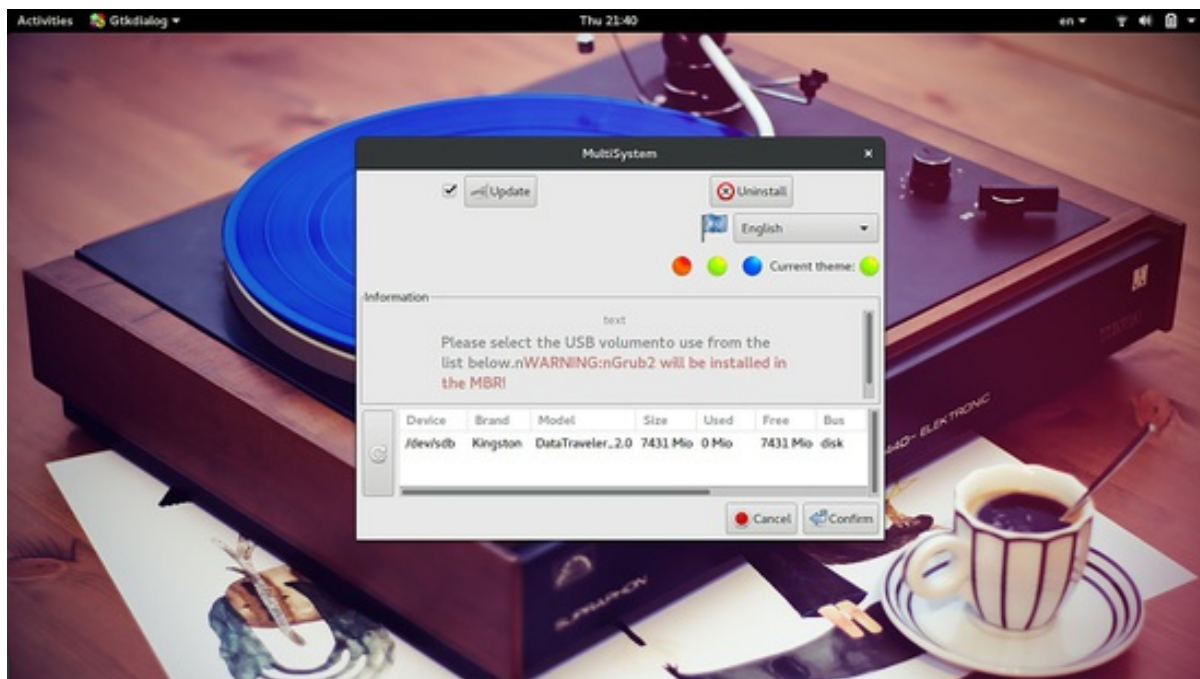 Activities Gtkdialog Thu 21:40 en
MultiSystem
Update Uninstall
English
Current theme:
Information
text
Please select the USB volumento use from the
list below.nWARNING:nGrub2 will be installed in
the MBR!
Device Brand Model Size Used Free Bus
/dev/sdb Kingston DataTraveler_2.0 7431 Mio 0 Mio 7431 Mio disk
Cancel Confirm
ELEKTRONIC
SUPRAPHON